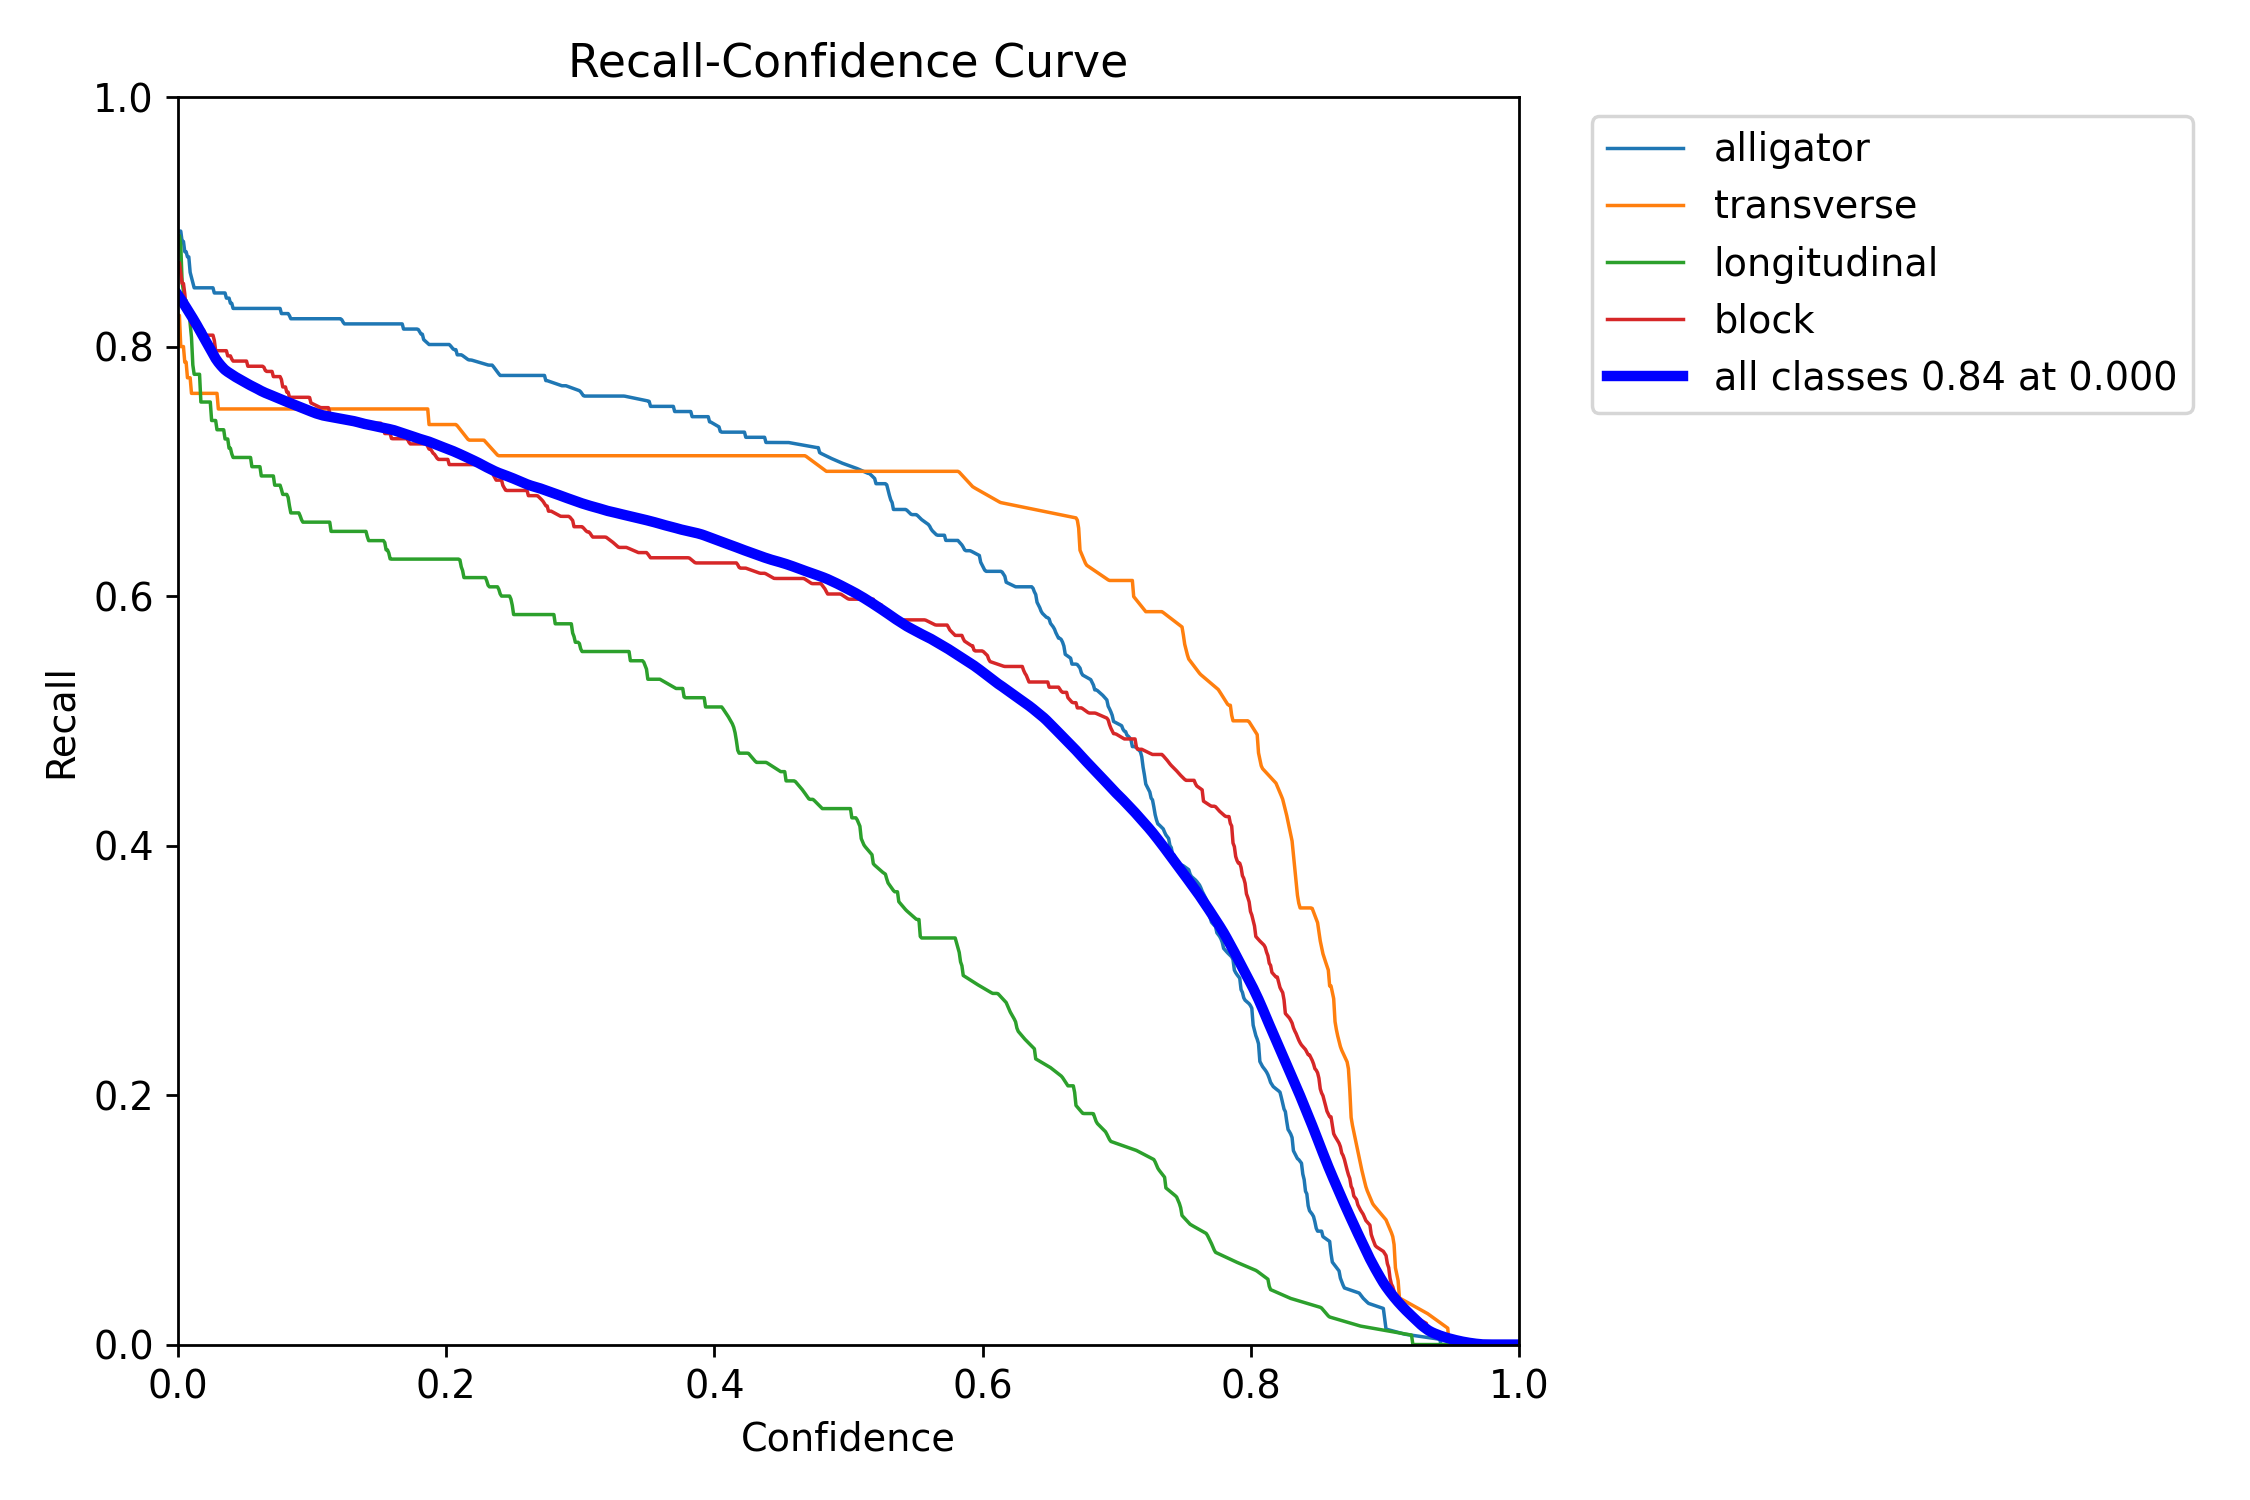 Recall-Confidence Curve
1.0
0.8
0.6
0.4
0.2
0.0
Recall
0.0 0.2 0.4 0.6 0.8 1.0
Confidence
alligator
transverse
longitudinal
block
all classes 0.84 at 0.000